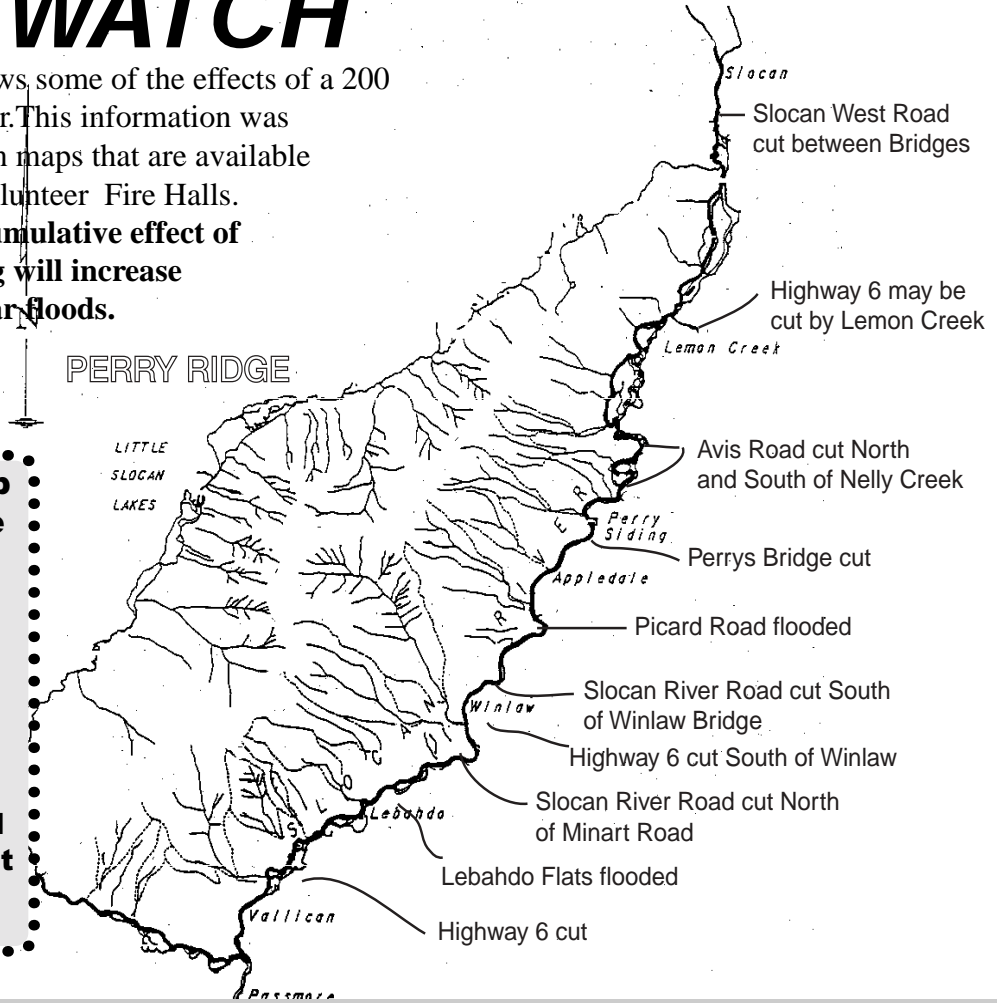 WATCH
ws some of the effects of a 200
r.This information was
n maps that are available
lunteer Fire Halls.
umulative effect of
g will increase
ar floods.
N
PERRY RIDGE
LITTLE
SLOCAN
LAKES
Slocan
Slocan West Road
cut between Bridges
Highway 6 may be
cut by Lemon Creek
Lemon Creek
Avis Road cut North
and South of Nelly Creek
Perry
Siding
Perrys Bridge cut
Appledale
Picard Road flooded
Slocan River Road cut South
of Winlaw Bridge
Winlaw
Highway 6 cut South of Winlaw
Slocan River Road cut North
of Minart Road
Lebahdo
Lebahdo Flats flooded
Highway 6 cut
Vallican
Passmore
SLOCAN
RIVER
p
e
l
t